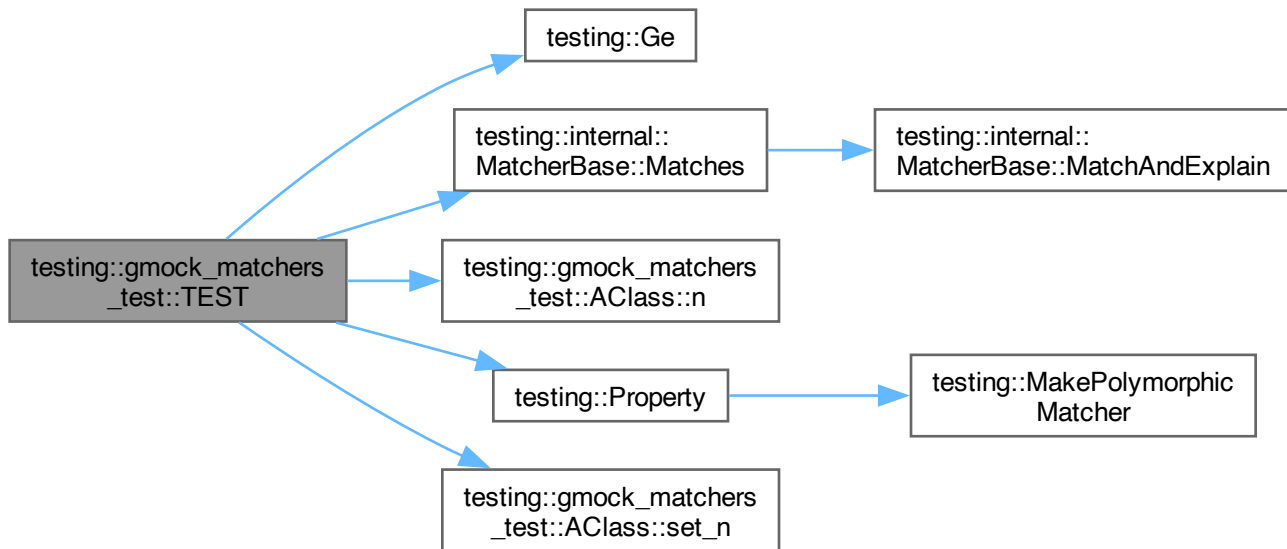 testing::Ge
testing::internal::
MatcherBase::Matches
testing::internal::
MatcherBase::MatchAndExplain
testing::gmock_matchers
_test::TEST
testing::gmock_matchers
_test::AClass::n
testing::Property
testing::MakePolymorphic
Matcher
testing::gmock_matchers
_test::AClass::set_n